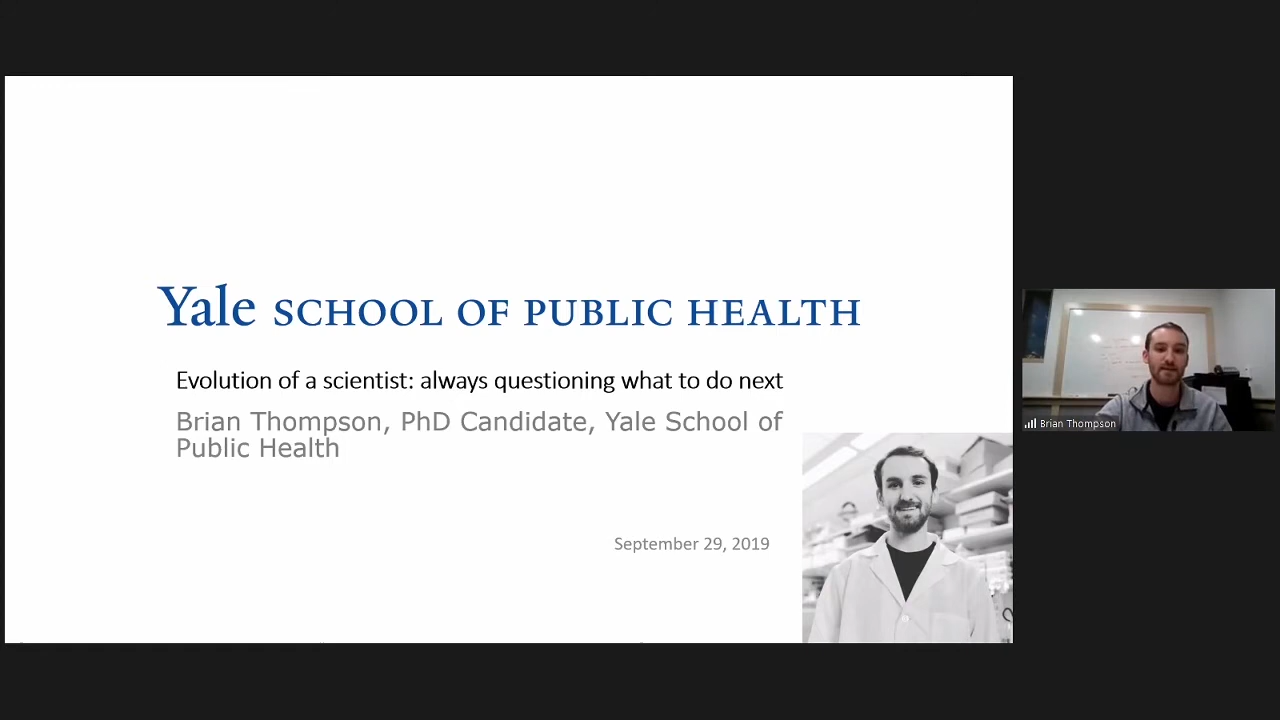 Yale SCHOOL OF PUBLIC HEALTH
Evolution of a scientist: always questioning what to do next
Brian Thompson, PhD Candidate, Yale School of
Public Health
September 29, 2019
Brian Thompson